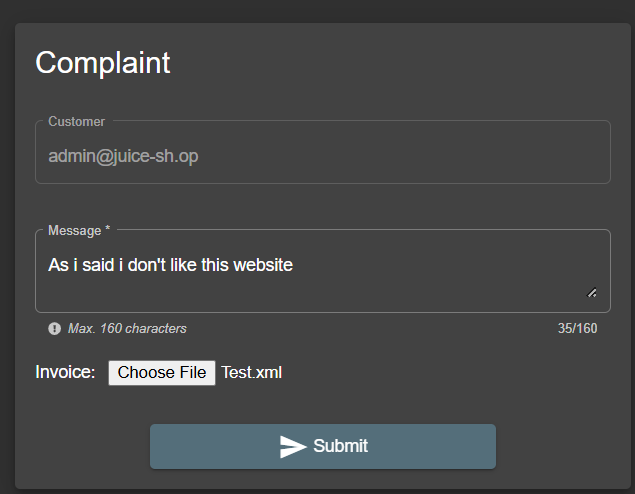 Complaint
Customer
admin@juice-sh.op
Message *
As i said i don't like this website
Max. 160 characters 35/160
Invoice: Choose File Test.xml
Submit